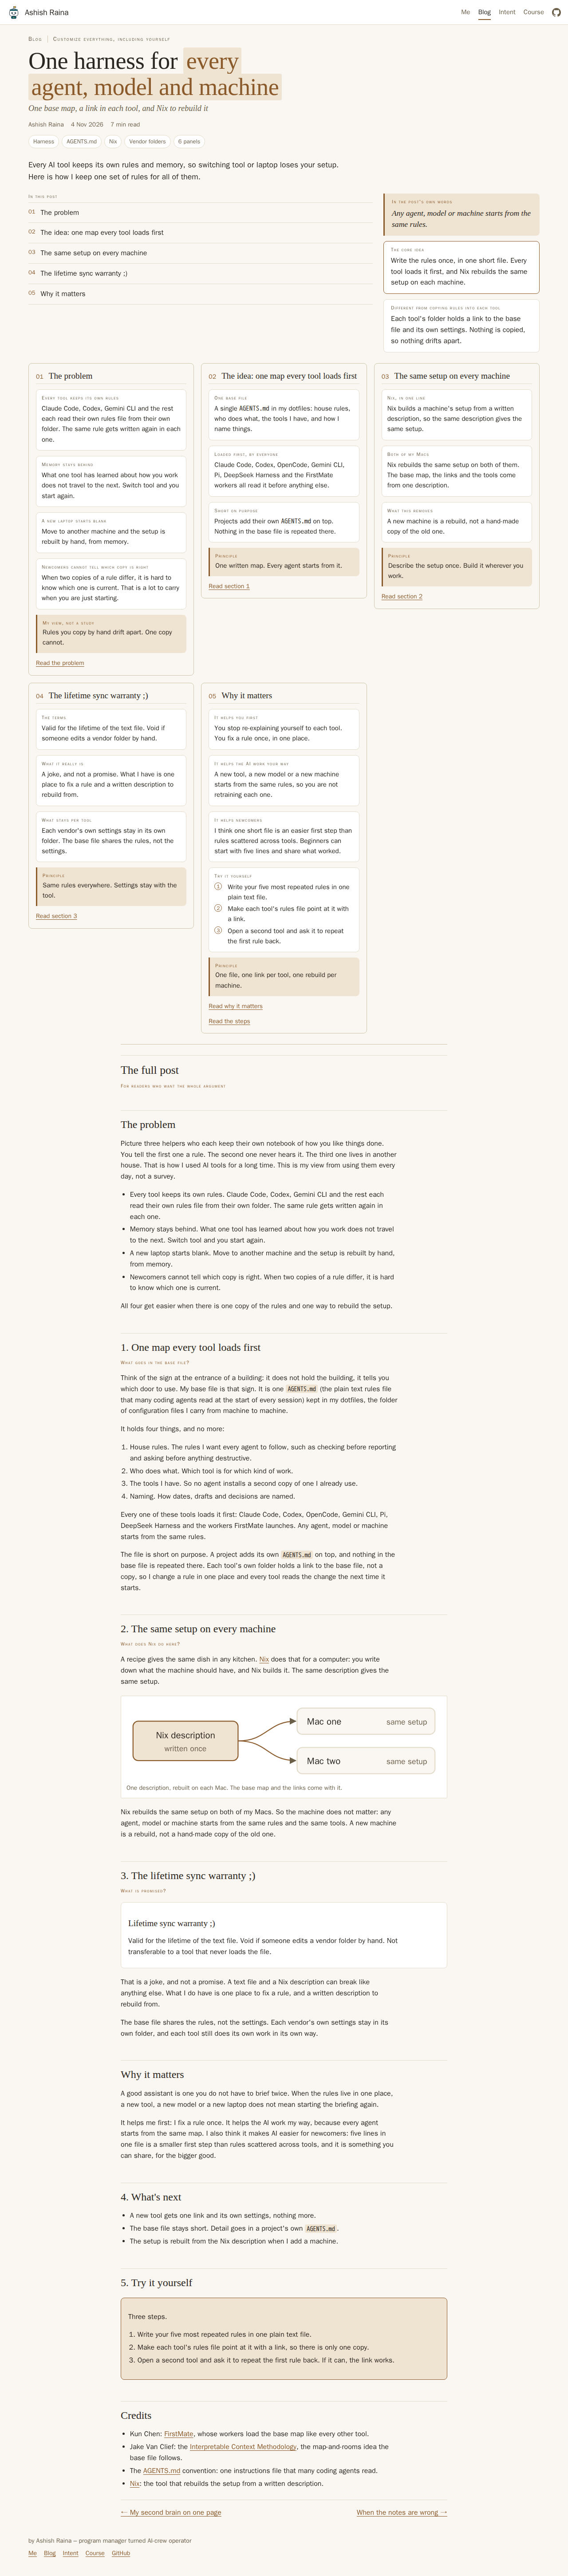 Ashish Raina
Me Blog Intent Course
Blog | Customize everything, including yourself
One harness for every
agent, model and machine
One base map, a link in each tool, and Nix to rebuild it
Ashish Raina 4 Nov 2026 7 min read
Harness AGENTS.md Nix Vendor folders 6 panels
Every AI tool keeps its own rules and memory, so switching tool or laptop loses your setup.
Here is how I keep one set of rules for all of them.
In this post
01 The problem
02 The idea: one map every tool loads first
03 The same setup on every machine
04 The lifetime sync warranty ;)
05 Why it matters
In the post's own words
Any agent, model or machine starts from the
same rules.
The core idea
Write the rules once, in one short file. Every
tool loads it first, and Nix rebuilds the same
setup on each machine.
Different from copying rules into each tool
Each tool's folder holds a link to the base
file and its own settings. Nothing is copied,
so nothing drifts apart.
01 The problem
Every tool keeps its own rules
Claude Code, Codex, Gemini CLI and the rest
each read their own rules file from their own
folder. The same rule gets written again in each
one.
Memory stays behind
What one tool has learned about how you work
does not travel to the next. Switch tool and you
start again.
A new laptop starts blank
Move to another machine and the setup is
rebuilt by hand, from memory.
Newcomers cannot tell which copy is right
When two copies of a rule differ, it is hard to
know which one is current. That is a lot to carry
when you are just starting.
My view, not a study
Rules you copy by hand drift apart. One copy
cannot.
Read the problem
02 The idea: one map every tool loads first
One base file
A single AGENTS.md in my dotfiles: house rules,
who does what, the tools I have, and how I
name things.
Loaded first, by everyone
Claude Code, Codex, OpenCode, Gemini CLI,
Pi, DeepSeek Harness and the FirstMate
workers all read it before anything else.
Short on purpose
Projects add their own AGENTS.md on top.
Nothing in the base file is repeated there.
Principle
One written map. Every agent starts from it.
Read section 1
03 The same setup on every machine
Nix, in one line
Nix builds a machine's setup from a written
description, so the same description gives the
same setup.
Both of my Macs
Nix rebuilds the same setup on both of them.
The base map, the links and the tools come
from one description.
What this removes
A new machine is a rebuild, not a hand-made
copy of the old one.
Principle
Describe the setup once. Build it wherever you
work.
Read section 2
04 The lifetime sync warranty ;)
The terms
Valid for the lifetime of the text file. Void if
someone edits a vendor folder by hand.
What it really is
A joke, and not a promise. What I have is one
place to fix a rule and a written description to
rebuild from.
What stays per tool
Each vendor's own settings stay in its own
folder. The base file shares the rules, not the
settings.
Principle
Same rules everywhere. Settings stay with the
tool.
Read section 3
05 Why it matters
It helps you first
You stop re-explaining yourself to each tool.
You fix a rule once, in one place.
It helps the AI work your way
A new tool, a new model or a new machine
starts from the same rules, so you are not
retraining each one.
It helps newcomers
I think one short file is an easier first step than
rules scattered across tools. Beginners can
start with five lines and share what worked.
Try it yourself
1 Write your five most repeated rules in one
plain text file.
2 Make each tool's rules file point at it with
a link.
3 Open a second tool and ask it to repeat
the first rule back.
Principle
One file, one link per tool, one rebuild per
machine.
Read why it matters
Read the steps
The full post
For readers who want the whole argument
The problem
Picture three helpers who each keep their own notebook of how you like things done.
You tell the first one a rule. The second one never hears it. The third one lives in another
house. That is how I used AI tools for a long time. This is my view from using them every
day, not a survey.
• Every tool keeps its own rules. Claude Code, Codex, Gemini CLI and the rest each
read their own rules file from their own folder. The same rule gets written again in
each one.
• Memory stays behind. What one tool has learned about how you work does not travel
to the next. Switch tool and you start again.
• A new laptop starts blank. Move to another machine and the setup is rebuilt by hand,
from memory.
• Newcomers cannot tell which copy is right. When two copies of a rule differ, it is hard
to know which one is current.
All four get easier when there is one copy of the rules and one way to rebuild the setup.
1. One map every tool loads first
What goes in the base file?
Think of the sign at the entrance of a building: it does not hold the building, it tells you
which door to use. My base file is that sign. It is one AGENTS.md (the plain text rules file
that many coding agents read at the start of every session) kept in my dotfiles, the folder
of configuration files I carry from machine to machine.
It holds four things, and no more:
1. House rules. The rules I want every agent to follow, such as checking before reporting
and asking before anything destructive.
2. Who does what. Which tool is for which kind of work.
3. The tools I have. So no agent installs a second copy of one I already use.
4. Naming. How dates, drafts and decisions are named.
Every one of these tools loads it first: Claude Code, Codex, OpenCode, Gemini CLI, Pi,
DeepSeek Harness and the workers FirstMate launches. Any agent, model or machine
starts from the same rules.
The file is short on purpose. A project adds its own AGENTS.md on top, and nothing in the
base file is repeated there. Each tool's own folder holds a link to the base file, not a copy,
so I change a rule in one place and every tool reads the change the next time it
starts.
2. The same setup on every machine
What does Nix do here?
A recipe gives the same dish in any kitchen. Nix does that for a computer: you write
down what the machine should have, and Nix builds it. The same description gives the
same setup.
Nix description
written once
Mac one same setup
Mac two same setup
One description, rebuilt on each Mac. The base map and the links come with it.
Nix rebuilds the same setup on both of my Macs. So the machine does not matter: any
agent, model or machine starts from the same rules and the same tools. A new machine
is a rebuild, not a hand-made copy of the old one.
3. The lifetime sync warranty ;)
What is promised?
Lifetime sync warranty ;)
Valid for the lifetime of the text file. Void if someone edits a vendor folder by hand. Not
transferable to a tool that never loads the file.
That is a joke, and not a promise. A text file and a Nix description can break like
anything else. What I do have is one place to fix a rule, and a written description to
rebuild from.
The base file shares the rules, not the settings. Each vendor's own settings stay in its
own folder, and each tool still does its own work in its own way.
Why it matters
A good assistant is one you do not have to brief twice. When the rules live in one place,
a new tool, a new model or a new laptop does not mean starting the briefing again.
It helps me first: I fix a rule once. It helps the AI work my way, because every agent
starts from the same map. I also think it makes AI easier for newcomers: five lines in
one file is a smaller first step than rules scattered across tools, and it is something you
can share, for the bigger good.
4. What's next
• A new tool gets one link and its own settings, nothing more.
• The base file stays short. Detail goes in a project's own AGENTS.md.
• The setup is rebuilt from the Nix description when I add a machine.
5. Try it yourself
Three steps.
1. Write your five most repeated rules in one plain text file.
2. Make each tool's rules file point at it with a link, so there is only one copy.
3. Open a second tool and ask it to repeat the first rule back. If it can, the link works.
Credits
• Kun Chen: FirstMate, whose workers load the base map like every other tool.
• Jake Van Clief: the Interpretable Context Methodology, the map-and-rooms idea the
base file follows.
• The AGENTS.md convention: one instructions file that many coding agents read.
• Nix: the tool that rebuilds the setup from a written description.
← My second brain on one page
When the notes are wrong →
by Ashish Raina – program manager turned AI-crew operator
Me Blog Intent Course GitHub